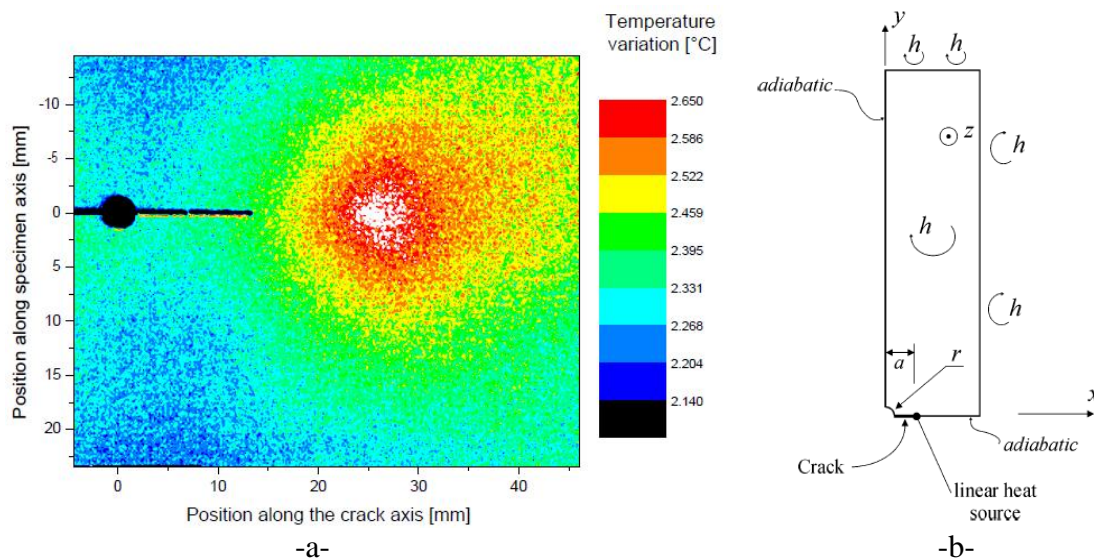 Temperature
variation [°C]
2.650
2.586
2.522
2.459
2.395
2.331
2.268
2.204
2.140
Position along specimen axis [mm]
-10
-5
0
5
10
15
20
0
10
20
30
40
Position along the crack axis [mm]
-a-
y
h
h
adiabatic
z
h
h
h
a
r
x
Crack
adiabatic
linear heat
source
-b-